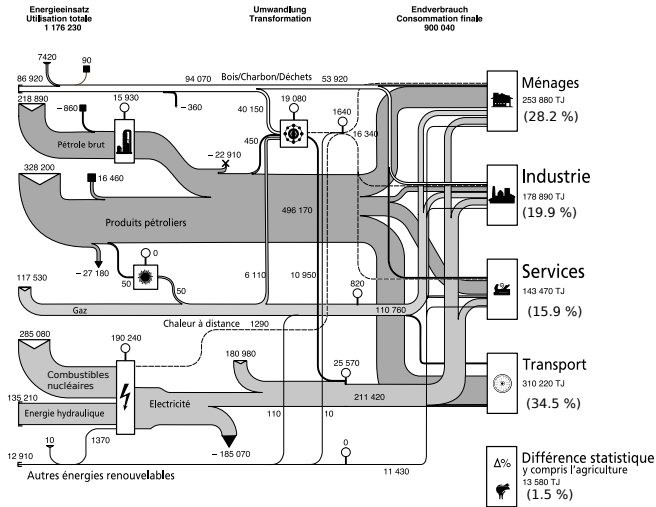 Energieeinsatz
Utilisation totale
1 176 230
Umwandlung
Transformation
Endverbrauch
Consommation finale
900 040
7420
90
86 920
94 070
Bois/Charbon/Déchets
53 920
218 890
– 860
15 930
– 360
40 150
19 080
1640
450
16 340
Pétrole brut
– 22 910
328 200
16 460
Produits pétroliers
496 170
– 27 180
0
50
50
6 110
10 950
820
117 530
Gaz
110 760
Chaleur à distance
1290
285 080
190 240
180 980
25 570
Combustibles
nucléaires
135 210
Energie hydraulique
Electricité
211 420
110
10
– 185 070
10
1370
0
12 910
Autres énergies renouvelables
11 430
Ménages
253 880 TJ
(28.2 %)
Industrie
178 890 TJ
(19.9 %)
Services
143 470 TJ
(15.9 %)
Transport
310 220 TJ
(34.5 %)
Δ%
Différence statistique
y compris l'agriculture
13 580 TJ
(1.5 %)